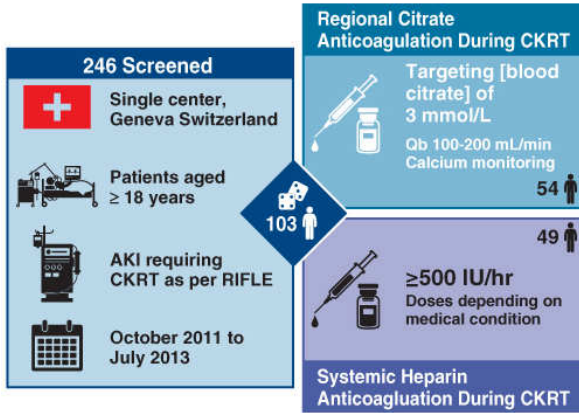 246 Screened
Single center,
Geneva Switzerland
Patients aged
≥ 18 years
AKI requiring
CKRT as per RIFLE
October 2011 to
July 2013
103
Regional Citrate
Anticoagulation During CKRT
Targeting [blood
citrate] of
3 mmol/L
Qb 100-200 mL/min
Calcium monitoring
54
49
≥500 IU/hr
Doses depending on
medical condition
Systemic Heparin
Anticoagluation During CKRT